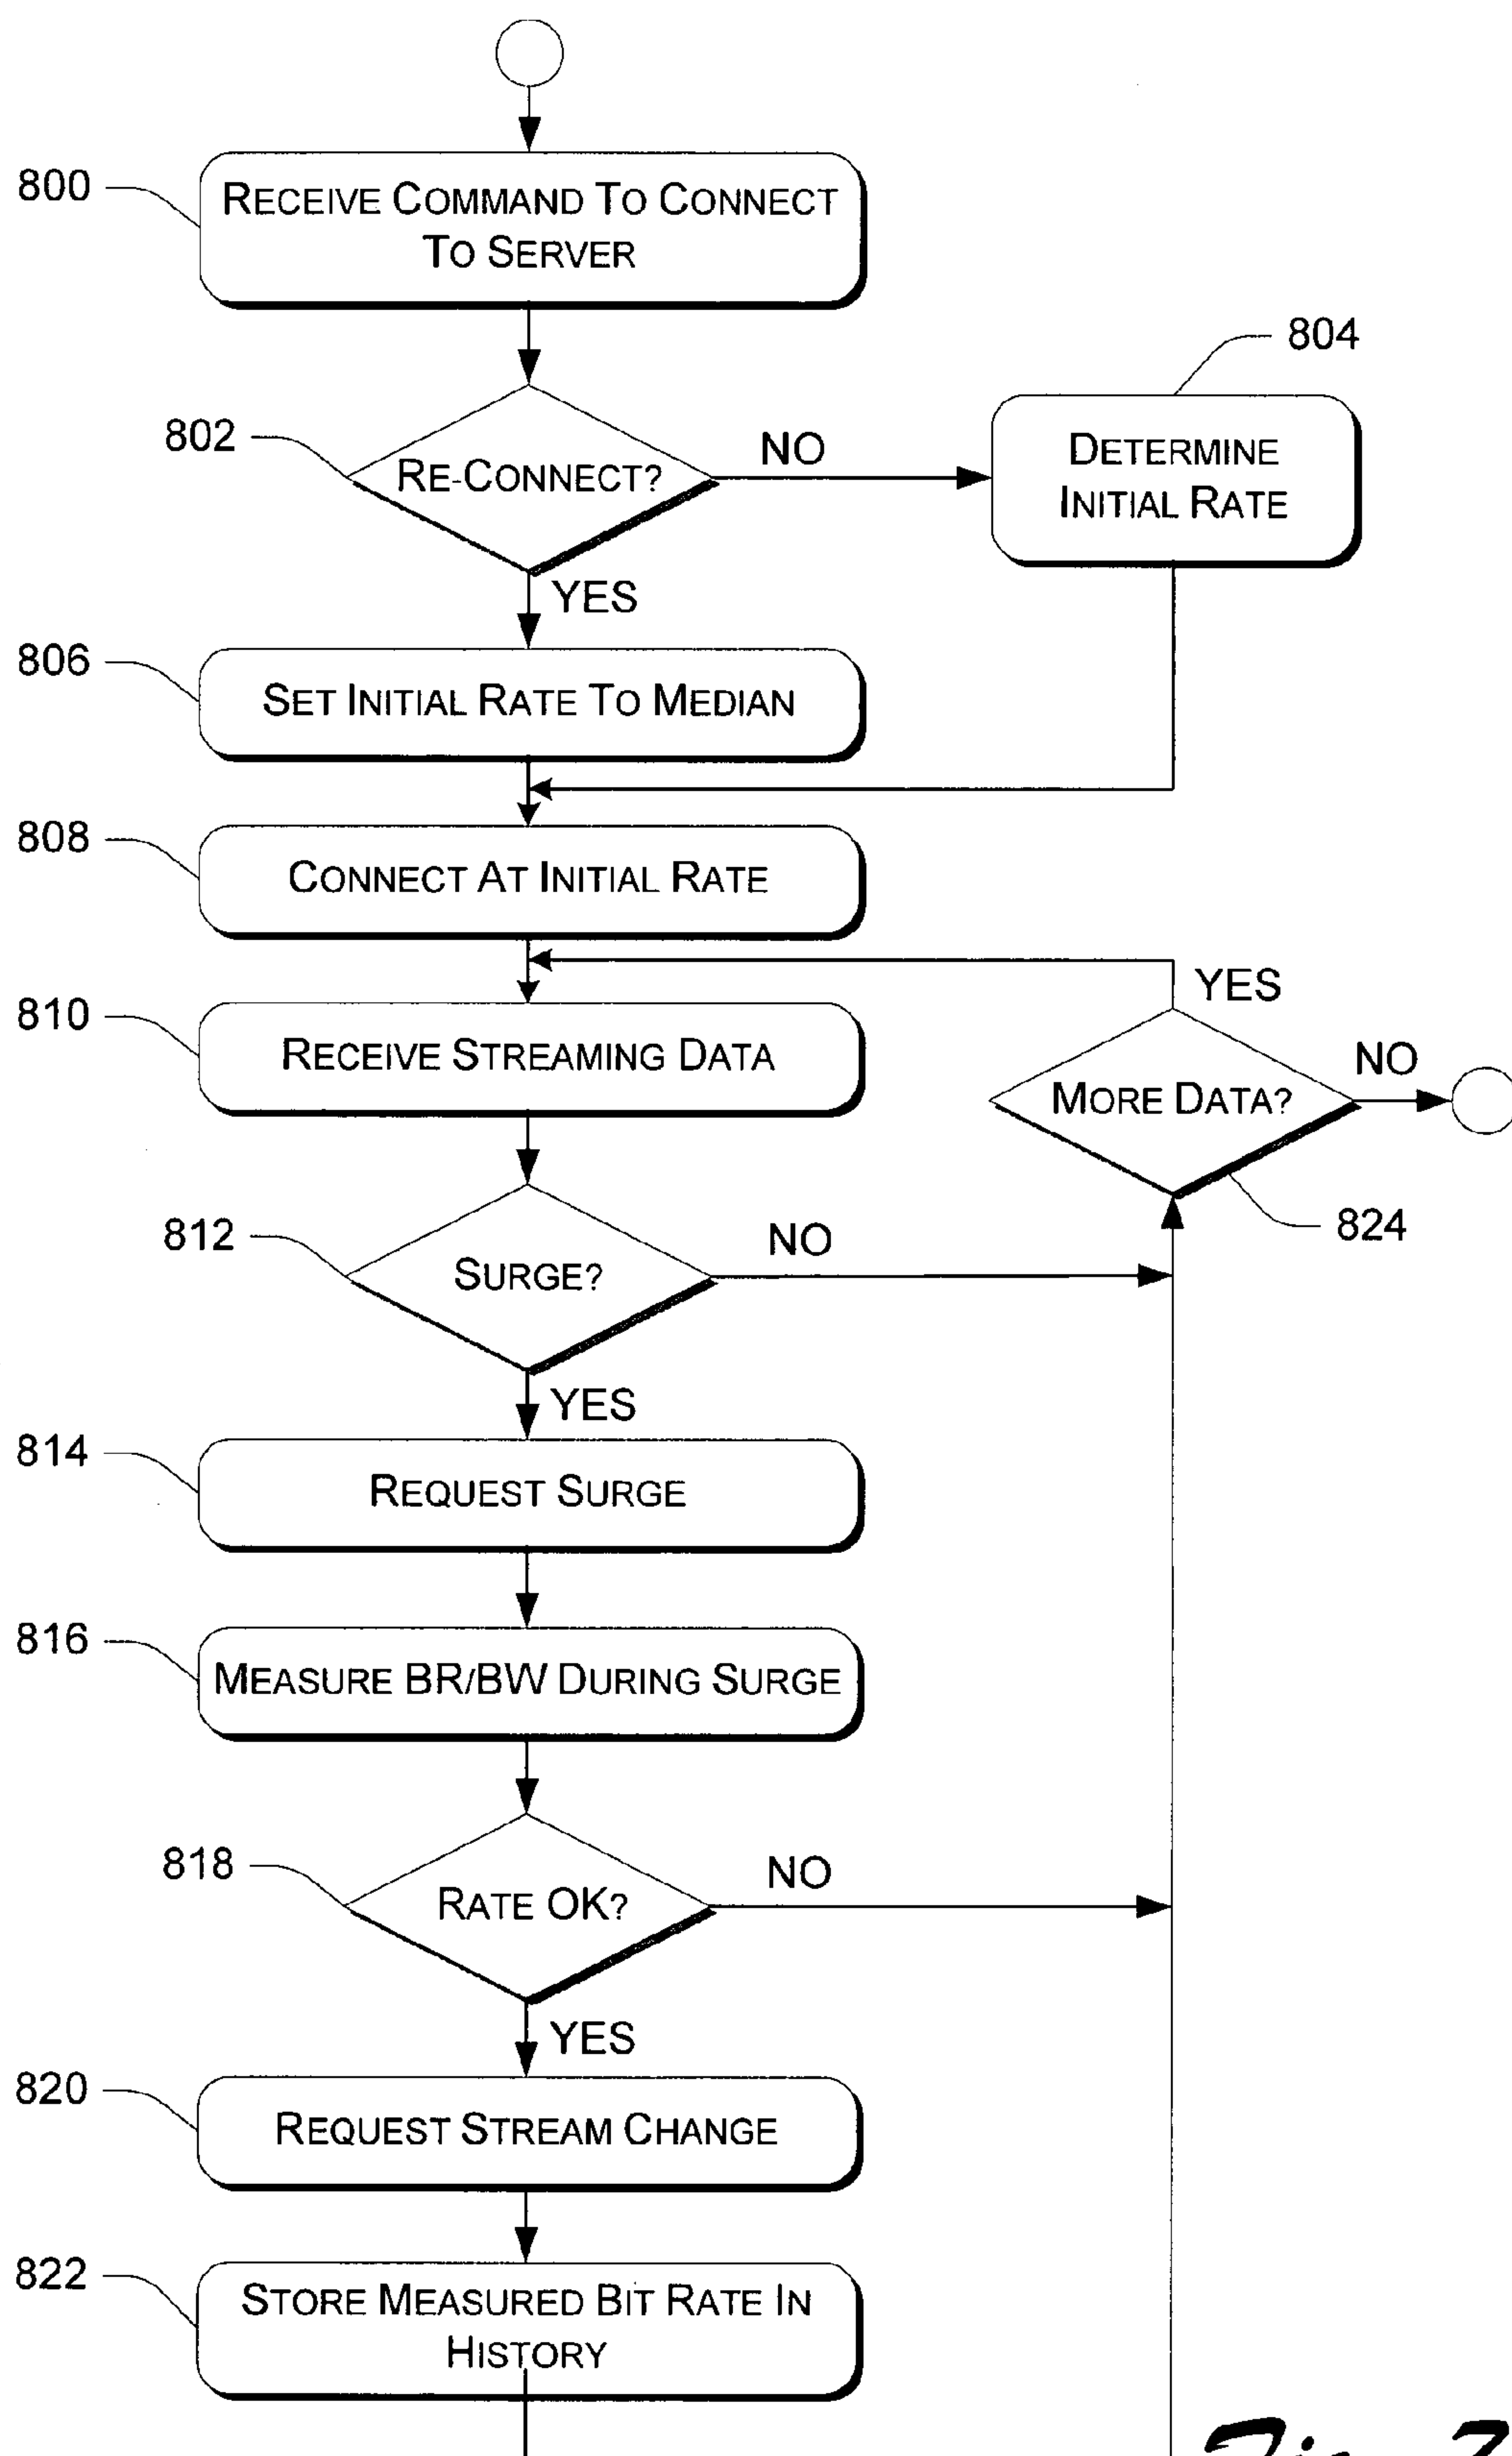 800
RECEIVE COMMAND TO CONNECT
TO SERVER
804
802
RE-CONNECT?
NO
DETERMINE
INITIAL RATE
YES
806
SET INITIAL RATE TO MEDIAN
808
CONNECT AT INITIAL RATE
YES
810
RECEIVE STREAMING DATA
MORE DATA?
NO
824
812
SURGE?
NO
YES
814
REQUEST SURGE
816
MEASURE BR/BW DURING SURGE
818
RATE OK?
NO
YES
820
REQUEST STREAM CHANGE
822
STORE MEASURED BIT RATE IN
HISTORY